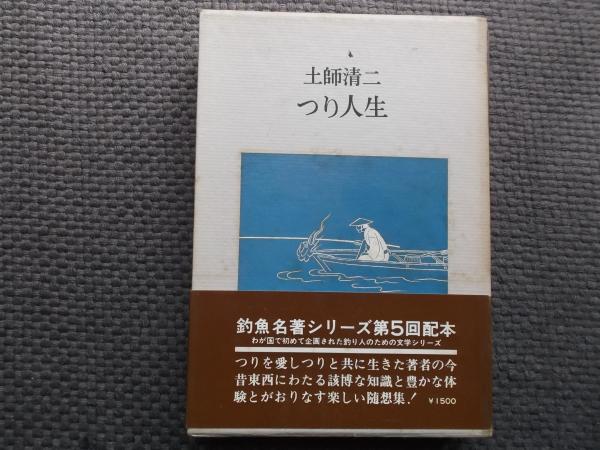 土師清二
つり人生
釣魚名著シリーズ第5回配本
わが国で初めて企画された釣り人のための文学シリーズ
つりを愛しつりと共に生きた著者の今
昔東西にわたる該博な知識と豊かな体
験とがおりなす楽しい随想集!
¥1500